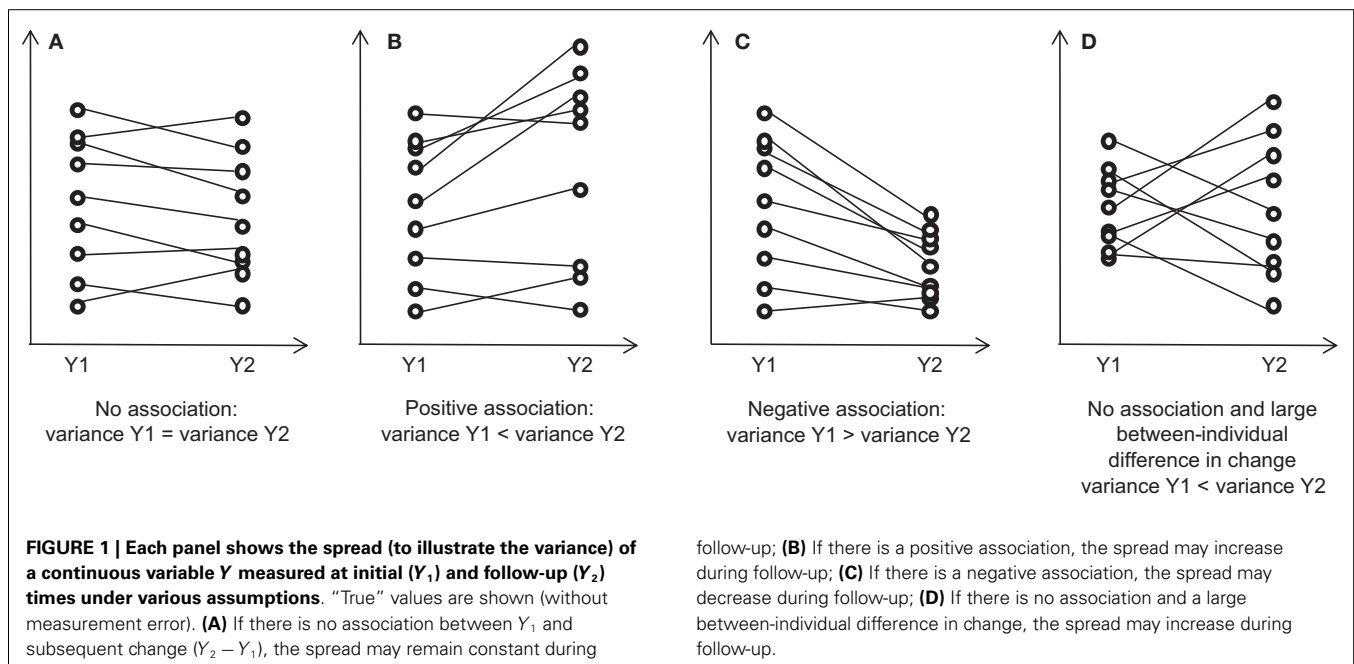 A
Y1 Y2
No association:
variance Y1 = variance Y2
B
Y1 Y2
Positive association:
variance Y1 < variance Y2
C
Y1 Y2
Negative association:
variance Y1 > variance Y2
D
Y1 Y2
No association and large
between-individual
difference in change
variance Y1 < variance Y2
FIGURE 1 | Each panel shows the spread (to illustrate the variance) of
a continuous variable Y measured at initial (Y₁) and follow-up (Y₂)
times under various assumptions. “True” values are shown (without
measurement error). (A) If there is no association between Y₁ and
subsequent change (Y₂ − Y₁), the spread may remain constant during
follow-up; (B) If there is a positive association, the spread may increase
during follow-up; (C) If there is a negative association, the spread may
decrease during follow-up; (D) If there is no association and a large
between-individual difference in change, the spread may increase during
follow-up.